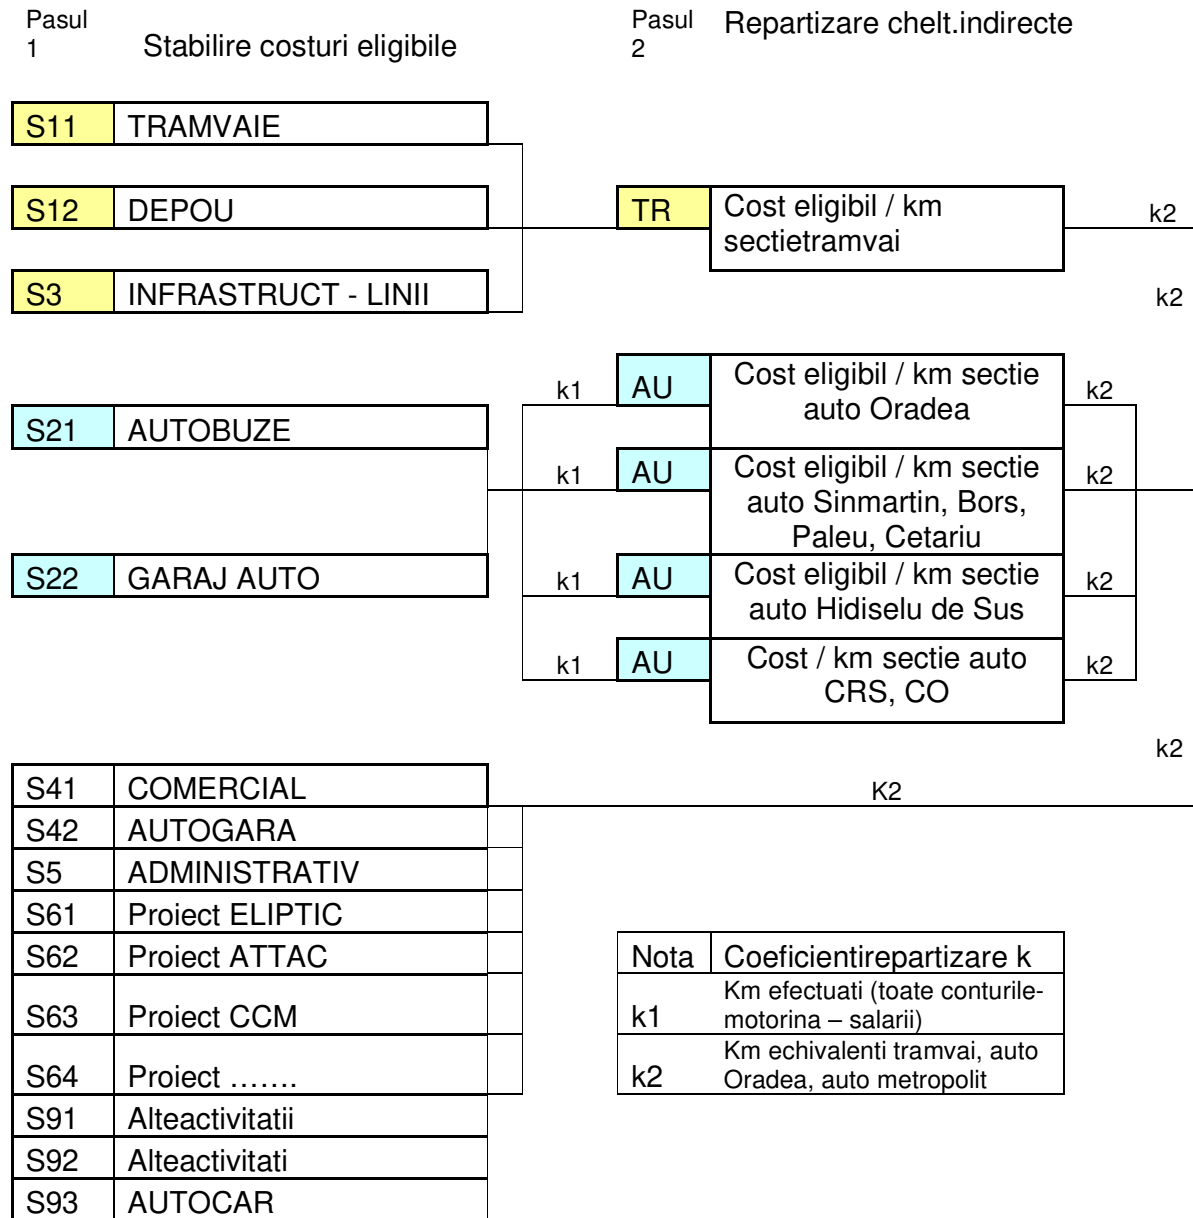 Pasul
1
Stabilire costuri eligibile
Pasul
2
Repartizare chelt.indirecte
S11 TRAMVAIE
S12 DEPOU
TR Cost eligibil / km
sectietramvai
k2
S3 INFRASTRUCT - LINII
k2
k1 AU Cost eligibil / km sectie
auto Oradea
k2
S21 AUTOBUZE
k1 AU Cost eligibil / km sectie
auto Sinmartin, Bors,
Paleu, Cetariu
k2
S22 GARAJ AUTO
k1 AU Cost eligibil / km sectie
auto Hidiselu de Sus
k2
k1 AU Cost / km sectie auto
CRS, CO
k2
k2
S41 COMERCIAL
K2
S42 AUTOGARA
S5 ADMINISTRATIV
S61 Proiect ELIPTIC
S62 Proiect ATTAC
Nota Coeficientirepartizare k
S63 Proiect CCM
k1 Km efectuati (toate conturile-
motorina – salarii)
S64 Proiect …….
k2 Km echivalenti tramvai, auto
Oradea, auto metropolit
S91 Alteactivitatii
S92 Alteactivitati
S93 AUTOCAR